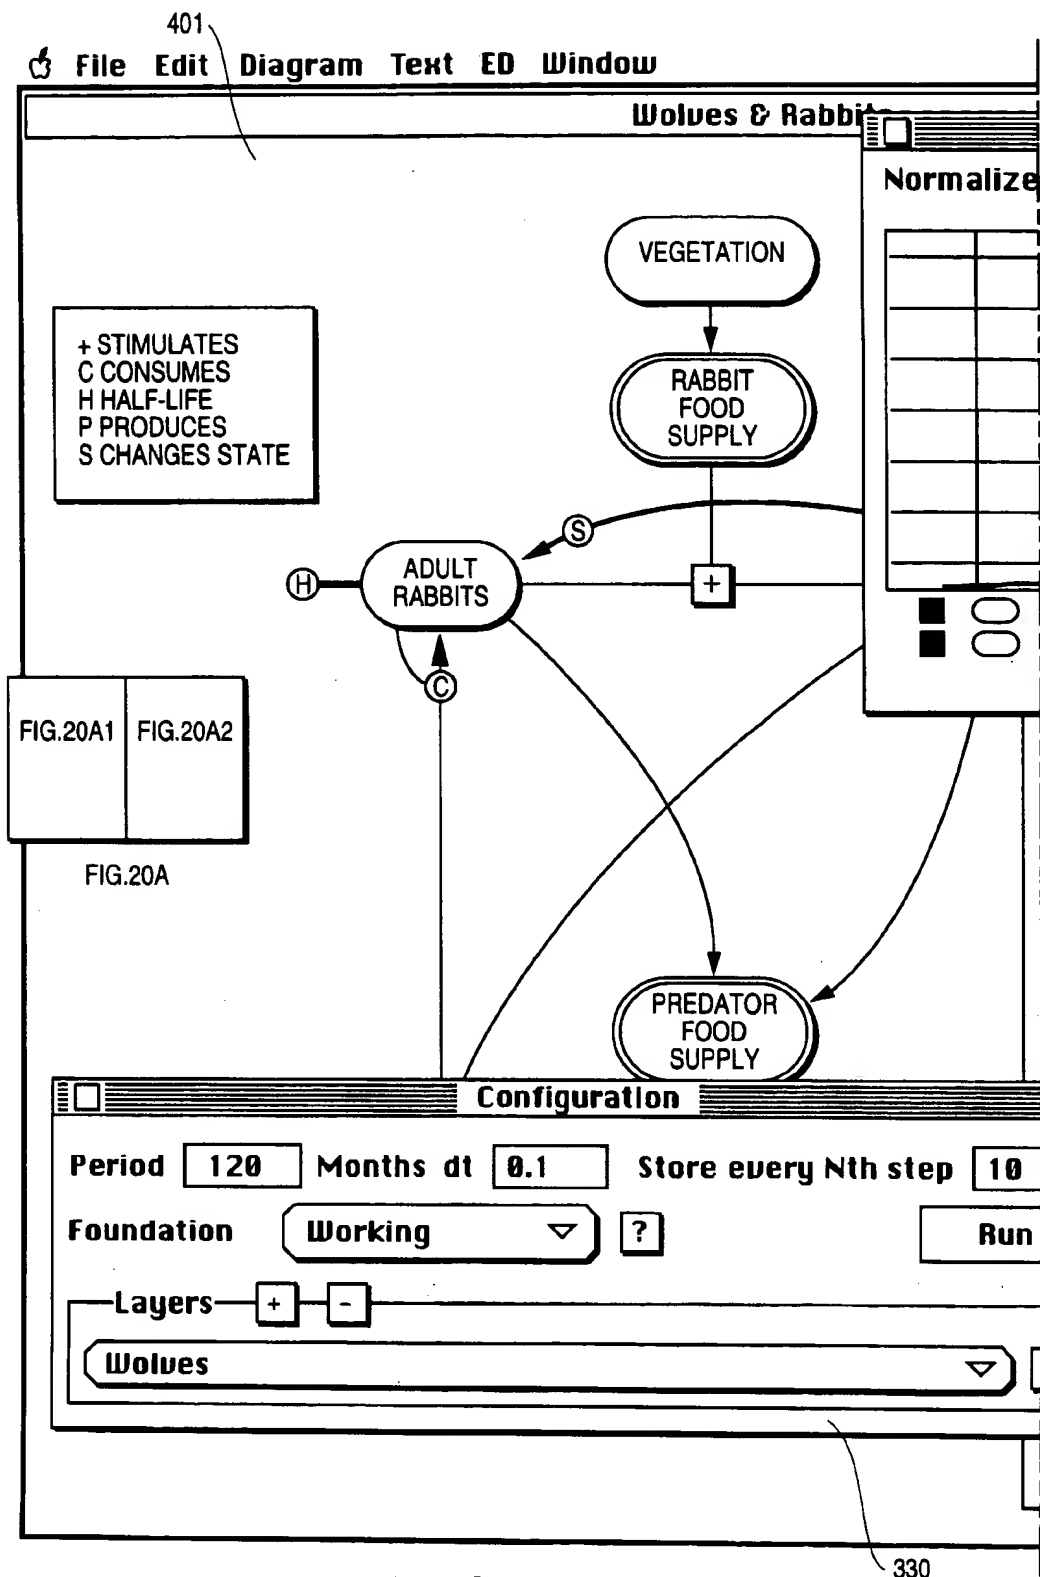 401
File Edit Diagram Text ED Window
Wolves & Rabbits
Normalize
VEGETATION
+ STIMULATES
C CONSUMES
H HALF-LIFE
P PRODUCES
S CHANGES STATE
RABBIT
FOOD
SUPPLY
S
H
ADULT
RABBITS
+
C
FIG.20A1 FIG.20A2
FIG.20A
PREDATOR
FOOD
SUPPLY
Configuration
Period 120 Months dt 0.1 Store every Nth step 10
Foundation Working ? Run
Layers + -
Wolves
330